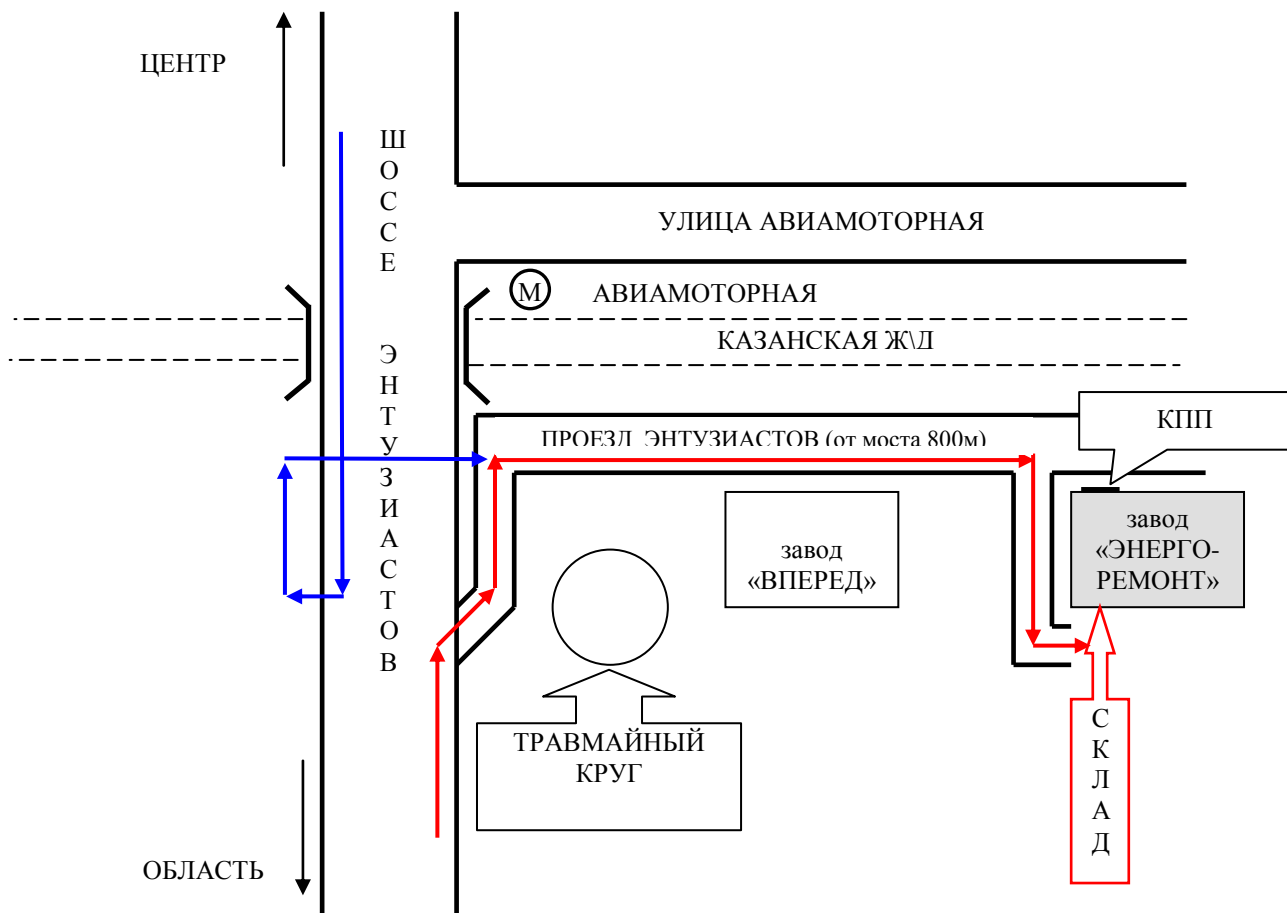 ЦЕНТР
ШОССЕ ЭНТУЗИАСТОВ
УЛИЦА АВИАМОТОРНАЯ
М
АВИАМОТОРНАЯ
КАЗАНСКАЯ Ж\Д
КПП
ПРОЕЗД ЭНТУЗИАСТОВ (от моста 800м)
завод
«ВПЕРЕД»
завод
«ЭНЕРГО-
РЕМОНТ»
ТРАВМАЙНЫЙ
КРУГ
СКЛАД
ОБЛАСТЬ